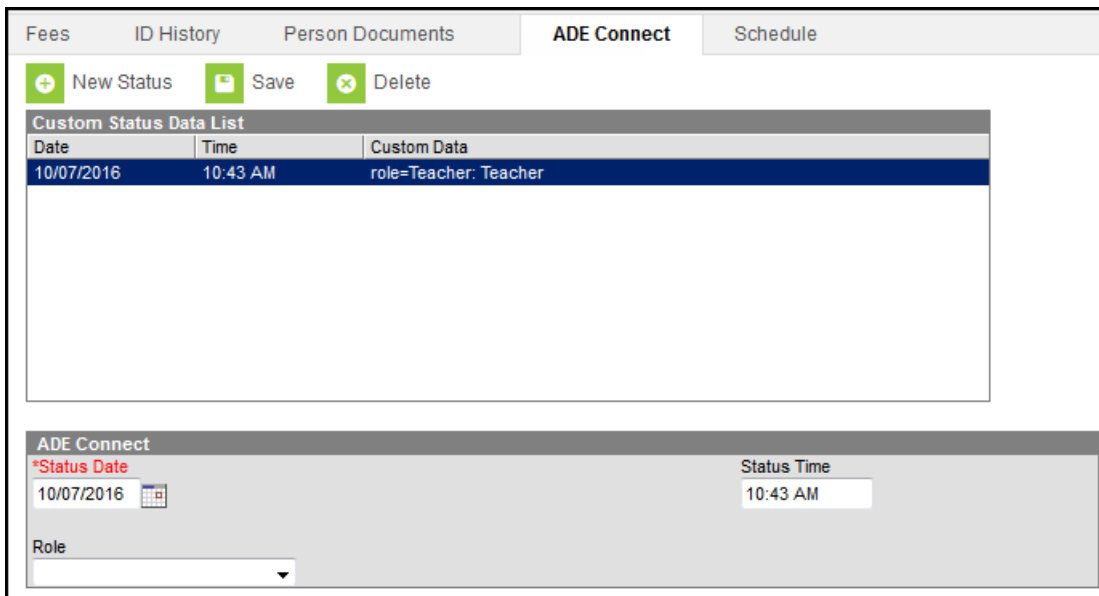 Fees ID History Person Documents ADE Connect Schedule
New Status Save Delete
Custom Status Data List
Date Time Custom Data
10/07/2016 10:43 AM role=Teacher: Teacher
ADE Connect
*Status Date Status Time
10/07/2016 10:43 AM
Role